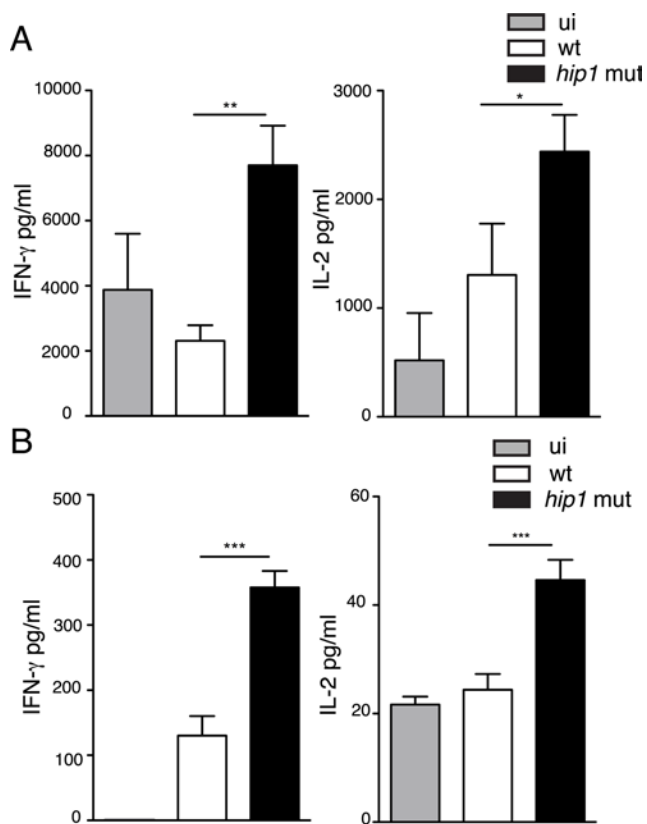 A
ui
wt
hip1 mut
IFN-γ pg/ml
10000
8000
6000
4000
2000
0
**
IL-2 pg/ml
3000
2000
1000
0
*
B
ui
wt
hip1 mut
IFN-γ pg/ml
500
400
300
200
100
0
***
IL-2 pg/ml
60
40
20
0
***